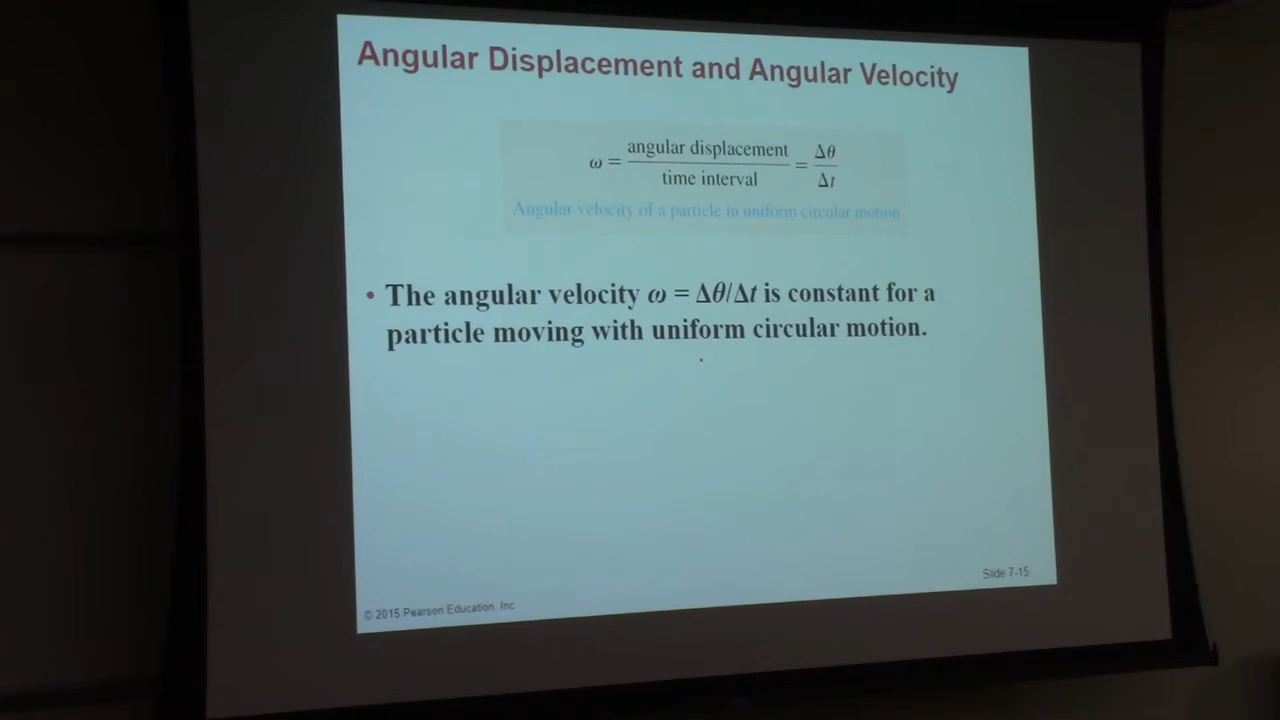 Angular Displacement and Angular Velocity
ω = angular displacement / time interval = Δθ / Δt
Angular velocity of a particle in uniform circular motion
• The angular velocity ω = Δθ/Δt is constant for a
particle moving with uniform circular motion.
Slide 7-15
© 2015 Pearson Education, Inc